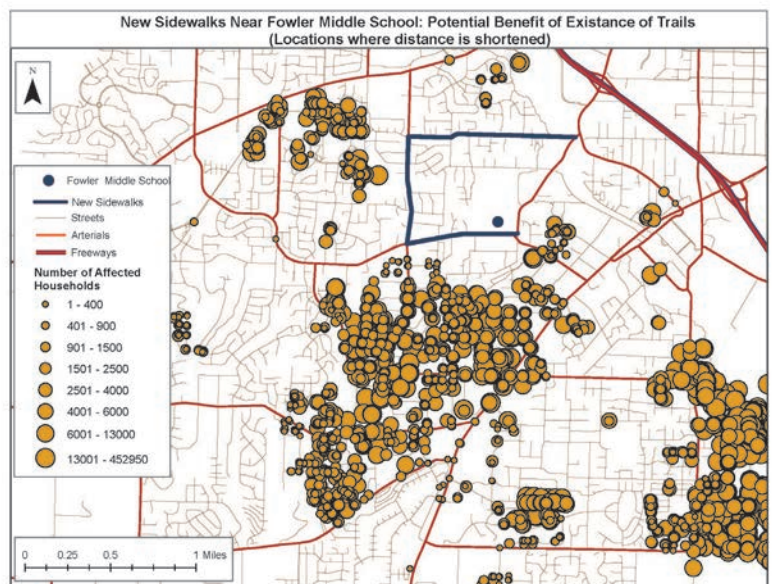 New Sidewalks Near Fowler Middle School: Potential Benefit of Existance of Trails
(Locations where distance is shortened)
N
Fowler Middle School
New Sidewalks
Streets
Arterials
Freeways
Number of Affected
Households
1 - 400
401 - 900
901 - 1500
1501 - 2500
2501 - 4000
4001 - 6000
6001 - 13000
13001 - 452950
0 0.25 0.5 1 Miles